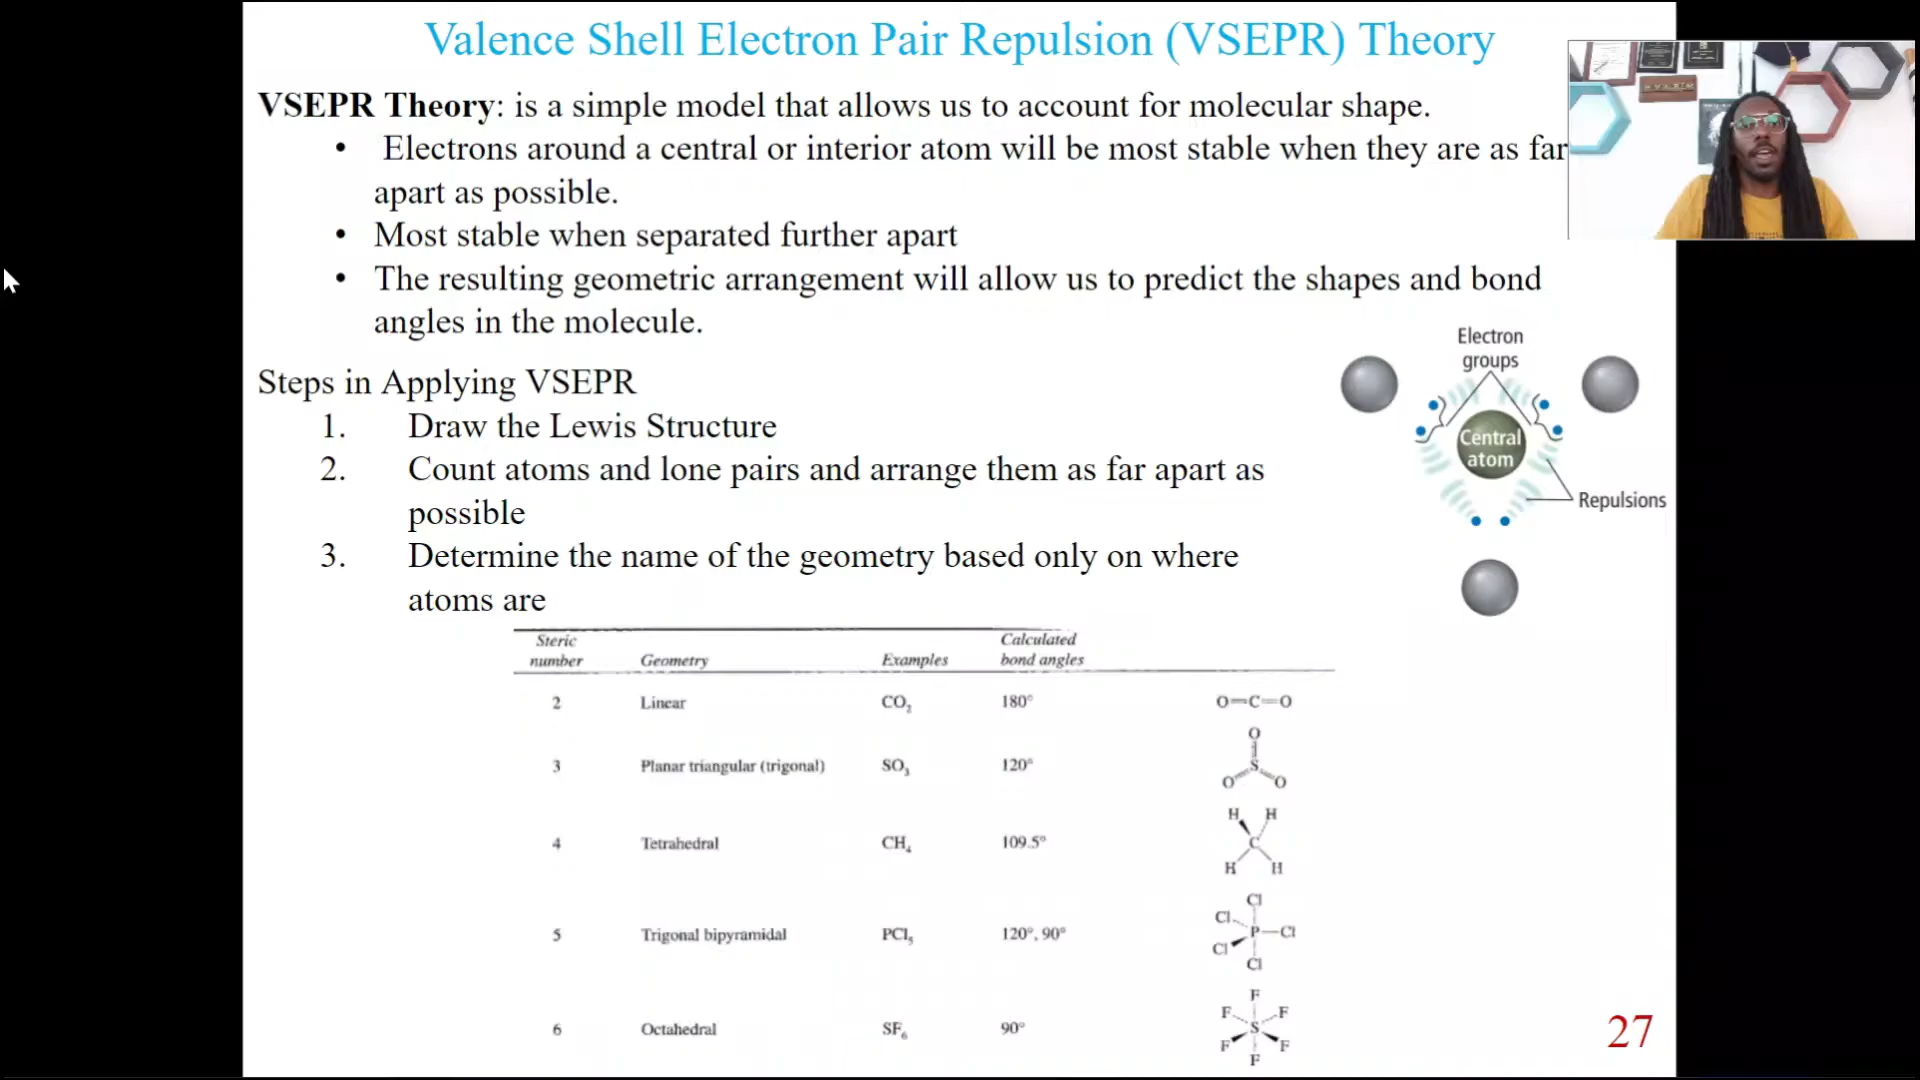 Valence Shell Electron Pair Repulsion (VSEPR) Theory
VSEPR Theory: is a simple model that allows us to account for molecular shape.
• Electrons around a central or interior atom will be most stable when they are as far
apart as possible.
• Most stable when separated further apart
• The resulting geometric arrangement will allow us to predict the shapes and bond
angles in the molecule.
Steps in Applying VSEPR
1. Draw the Lewis Structure
2. Count atoms and lone pairs and arrange them as far apart as
possible
3. Determine the name of the geometry based only on where
atoms are
Electron
groups
Central
atom
Repulsions
Steric
number Geometry Examples Calculated
bond angles
2 Linear CO₂ 180° O=C=O
3 Planar triangular (trigonal) SO₃ 120°
O
S
O O
4 Tetrahedral CH₄ 109.5°
H H
C
H H
5 Trigonal bipyramidal PCl₅ 120°, 90°
Cl
Cl
P—Cl
Cl
Cl
6 Octahedral SF₆ 90°
F
F F
S
F F
F
27